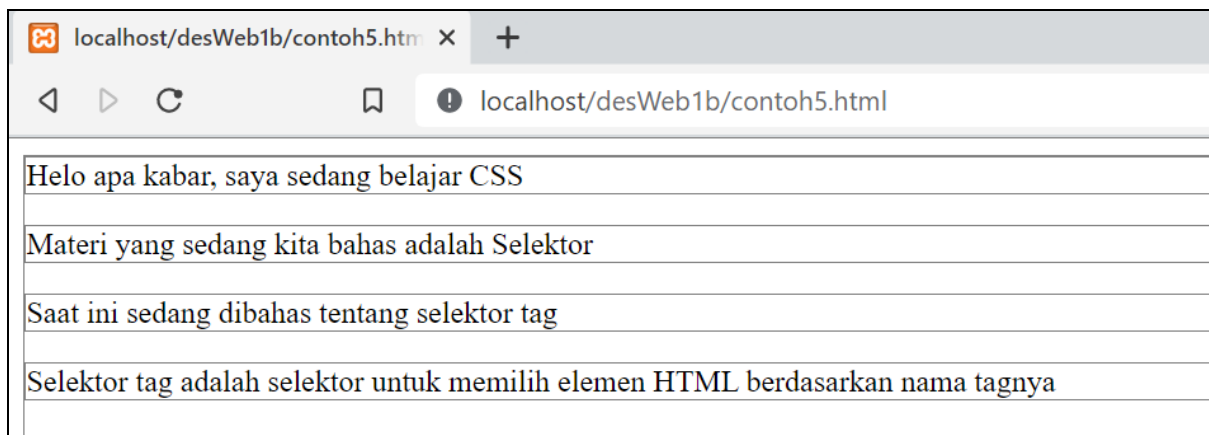 localhost/desWeb1b/contoh5.htm
localhost/desWeb1b/contoh5.html
Helo apa kabar, saya sedang belajar CSS
Materi yang sedang kita bahas adalah Selektor
Saat ini sedang dibahas tentang selektor tag
Selektor tag adalah selektor untuk memilih elemen HTML berdasarkan nama tagnya